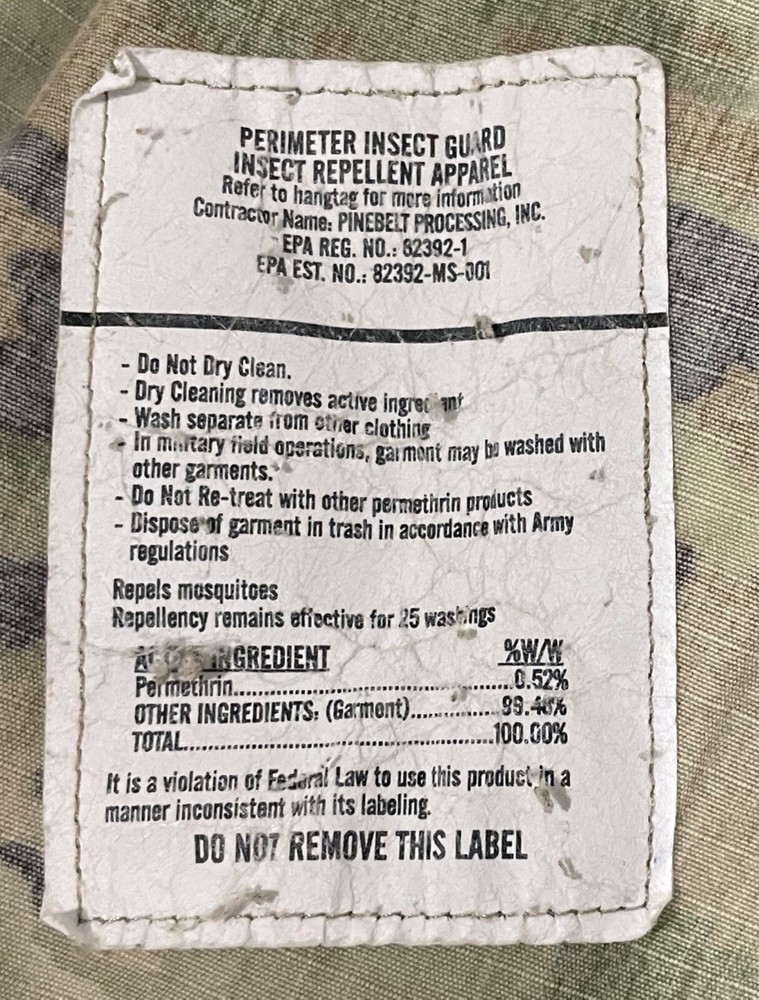 PERIMETER INSECT GUARD
INSECT REPELLENT APPAREL
Refer to hangtag for more information
Contractor Name: PINEBELT PROCESSING, INC.
EPA REG. NO.: 82392-1
EPA EST. NO.: 82392-MS-001
- Do Not Dry Clean.
- Dry Cleaning removes active ingredient
- Wash separate from other clothing
- In military field operations, garment may be washed with
other garments.
- Do Not Re-treat with other permethrin products
- Dispose of garment in trash in accordance with Army
regulations
Repels mosquitoes
Repellency remains effective for 25 washings
ACTIVE INGREDIENT %W/W
Permethrin..............................................0.52%
OTHER INGREDIENTS: (Garment)..............99.48%
TOTAL..................................................100.00%
It is a violation of Federal Law to use this product in a
manner inconsistent with its labeling.
DO NOT REMOVE THIS LABEL